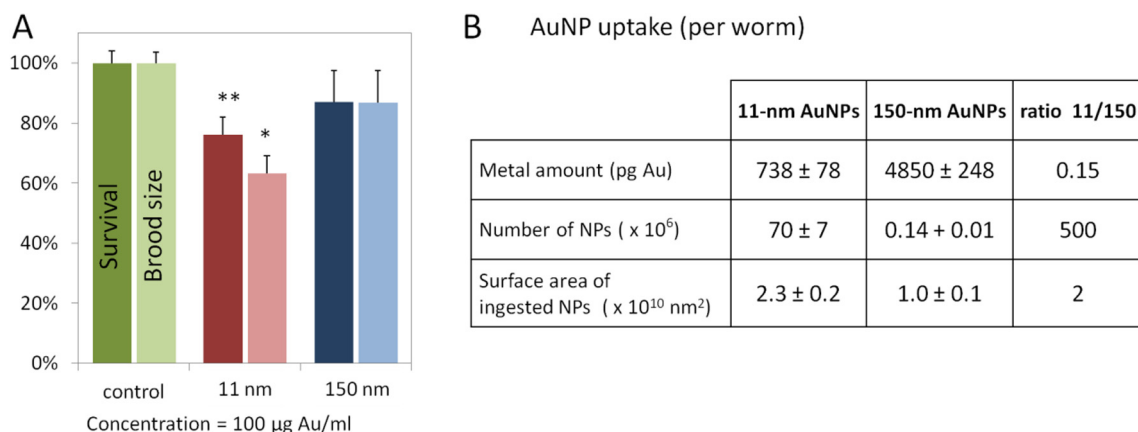 A
100%
80%
60%
40%
20%
0%
Survival
Brood size
**
*
control 11 nm 150 nm
Concentration = 100 µg Au/ml
B AuNP uptake (per worm)
11-nm AuNPs 150-nm AuNPs ratio 11/150
Metal amount (pg Au) 738 ± 78 4850 ± 248 0.15
Number of NPs ( x 10⁶) 70 ± 7 0.14 + 0.01 500
Surface area of
ingested NPs ( x 10¹⁰ nm²) 2.3 ± 0.2 1.0 ± 0.1 2